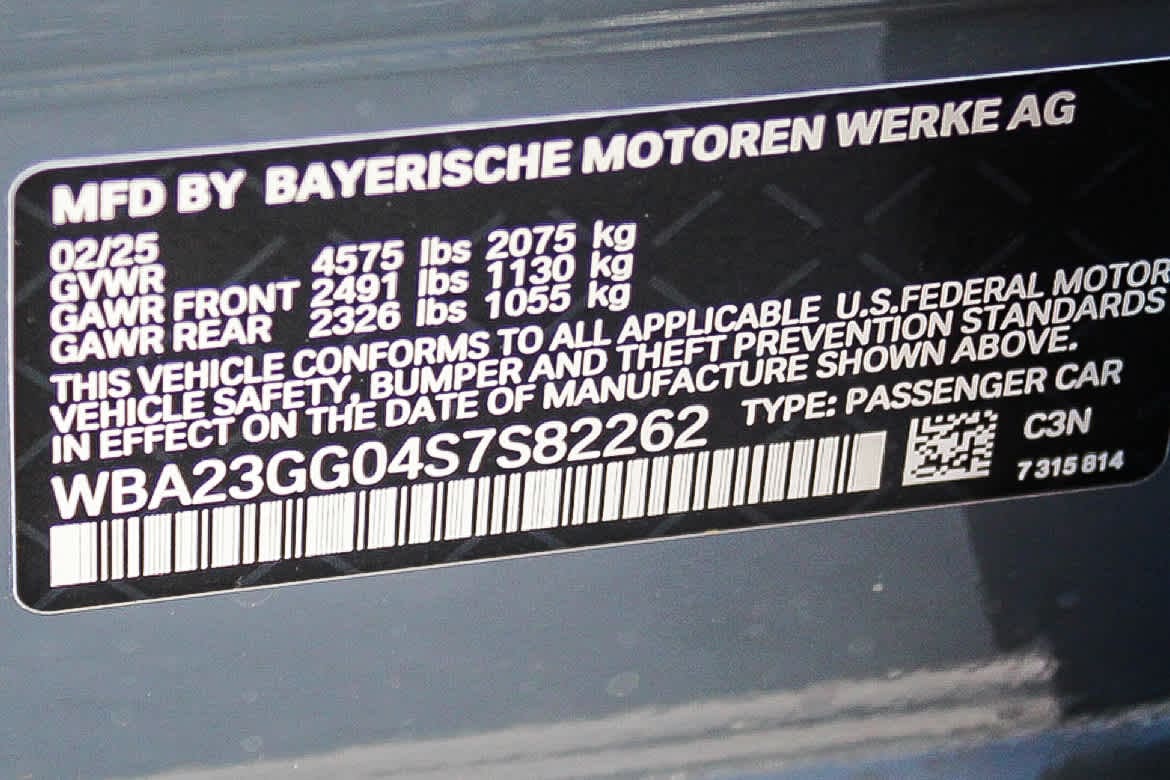 MFD BY BAYERISCHE MOTOREN WERKE AG
02/25
GVWR 4575 lbs 2075 kg
GAWR FRONT 2491 lbs 1130 kg
GAWR REAR 2326 lbs 1055 kg
THIS VEHICLE CONFORMS TO ALL APPLICABLE U.S.FEDERAL MOTOR
VEHICLE SAFETY, BUMPER AND THEFT PREVENTION STANDARDS
IN EFFECT ON THE DATE OF MANUFACTURE SHOWN ABOVE.
WBA23GG04S7S82262 TYPE: PASSENGER CAR
C3N
7 315 814